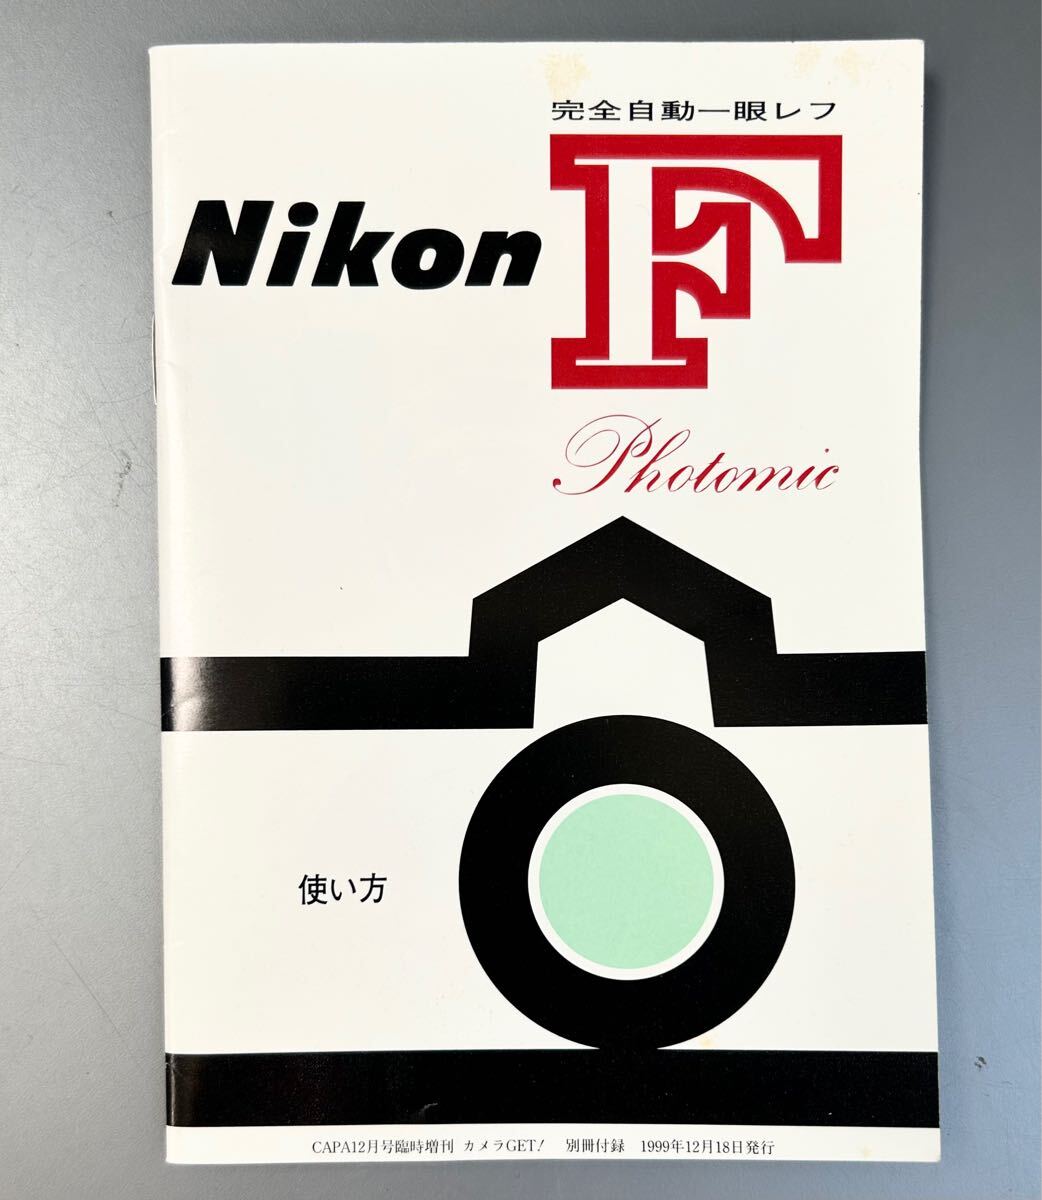 完全自動一眼レフ
Nikon F
Photomic
使い方
CAPA12月号臨時増刊 カメラGET! 別冊付録 1999年12月18日発行